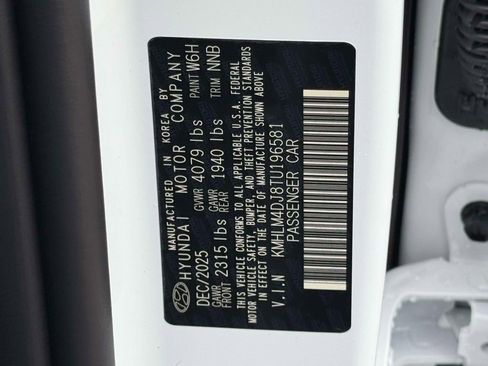 MANUFACTURED IN KOREA BY
HYUNDAI MOTOR COMPANY
DEC/2025 GVWR 4079 lbs PAINT W6H
GAWR FRONT 2315 lbs GAWR REAR 1940 lbs TRIM NNB
THIS VEHICLE CONFORMS TO ALL APPLICABLE U.S.A. FEDERAL
MOTOR VEHICLE SAFETY, BUMPER, AND THEFT PREVENTION STANDARDS
IN EFFECT ON THE DATE OF MANUFACTURE SHOWN ABOVE
V.I.N KMHLM4DJ8TU196581
PASSENGER CAR